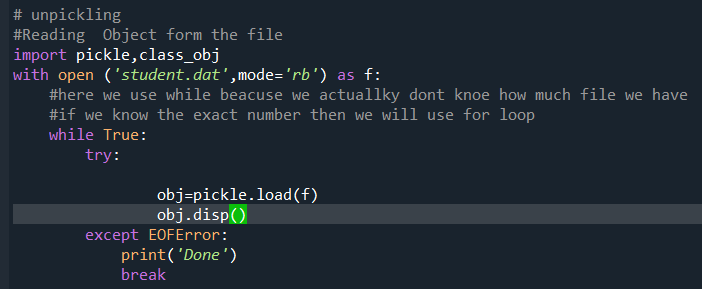 # unpickling
#Reading  Object form the file
import pickle,class_obj
with open ('student.dat',mode='rb') as f:
    #here we use while beacuse we actuallky dont knoe how much file we have
    #if we know the exact number then we will use for loop
    while True:
        try:
                obj=pickle.load(f)
                obj.disp()
        except EOFError:
            print('Done')
            break